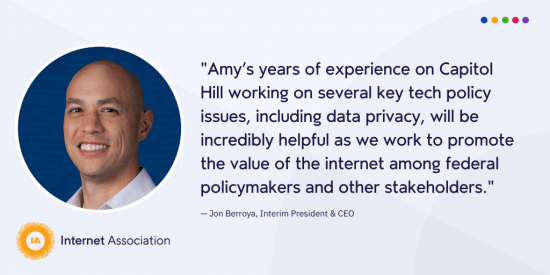 "Amy’s years of experience on Capitol
Hill working on several key tech policy
issues, including data privacy, will be
incredibly helpful as we work to promote
the value of the internet among federal
policymakers and other stakeholders."
— Jon Berroya, Interim President & CEO
IA
Internet Association